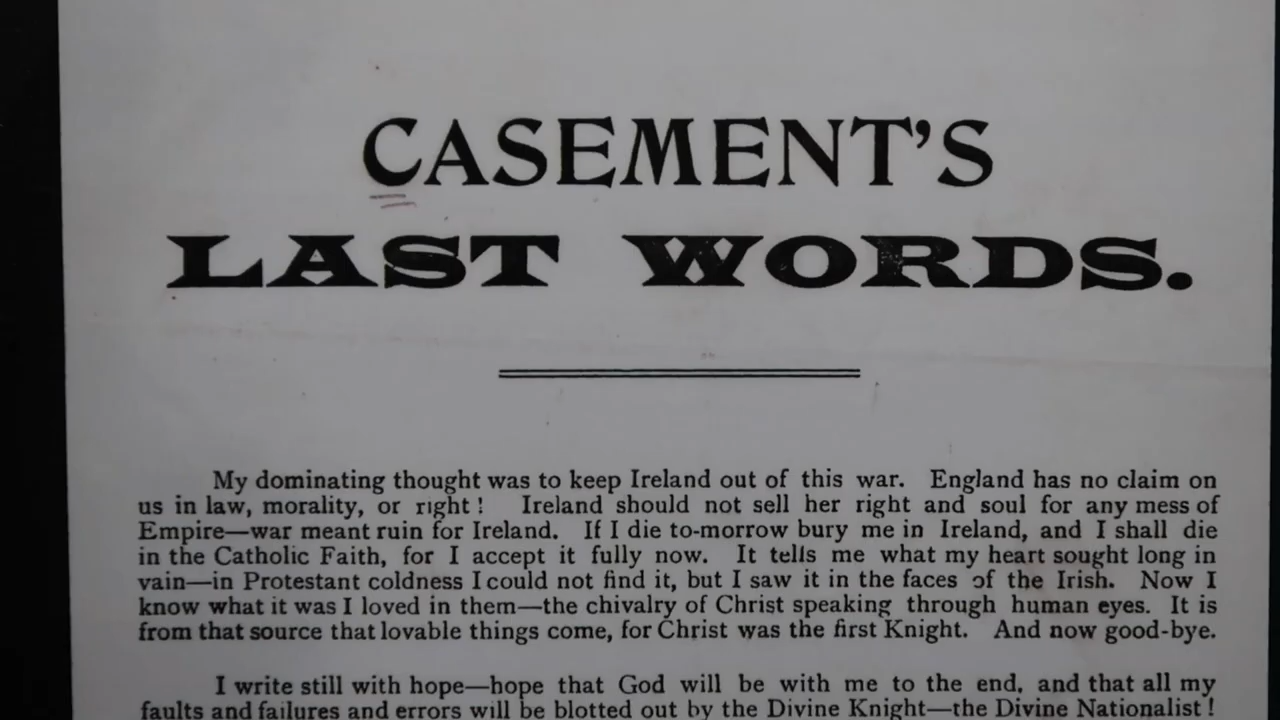 CASEMENT’S
LAST WORDS.
My dominating thought was to keep Ireland out of this war. England has no claim on
us in law, morality, or right! Ireland should not sell her right and soul for any mess of
Empire—war meant ruin for Ireland. If I die to-morrow bury me in Ireland, and I shall die
in the Catholic Faith, for I accept it fully now. It tells me what my heart sought long in
vain—in Protestant coldness I could not find it, but I saw it in the faces of the Irish. Now I
know what it was I loved in them—the chivalry of Christ speaking through human eyes. It is
from that source that lovable things come, for Christ was the first Knight. And now good-bye.
I write still with hope—hope that God will be with me to the end, and that all my
faults and failures and errors will be blotted out by the Divine Knight—the Divine Nationalist!